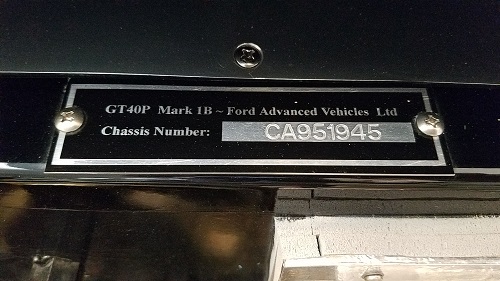 GT40P Mark 1B ~ Ford Advanced Vehicles Ltd
Chassis Number: CA951945